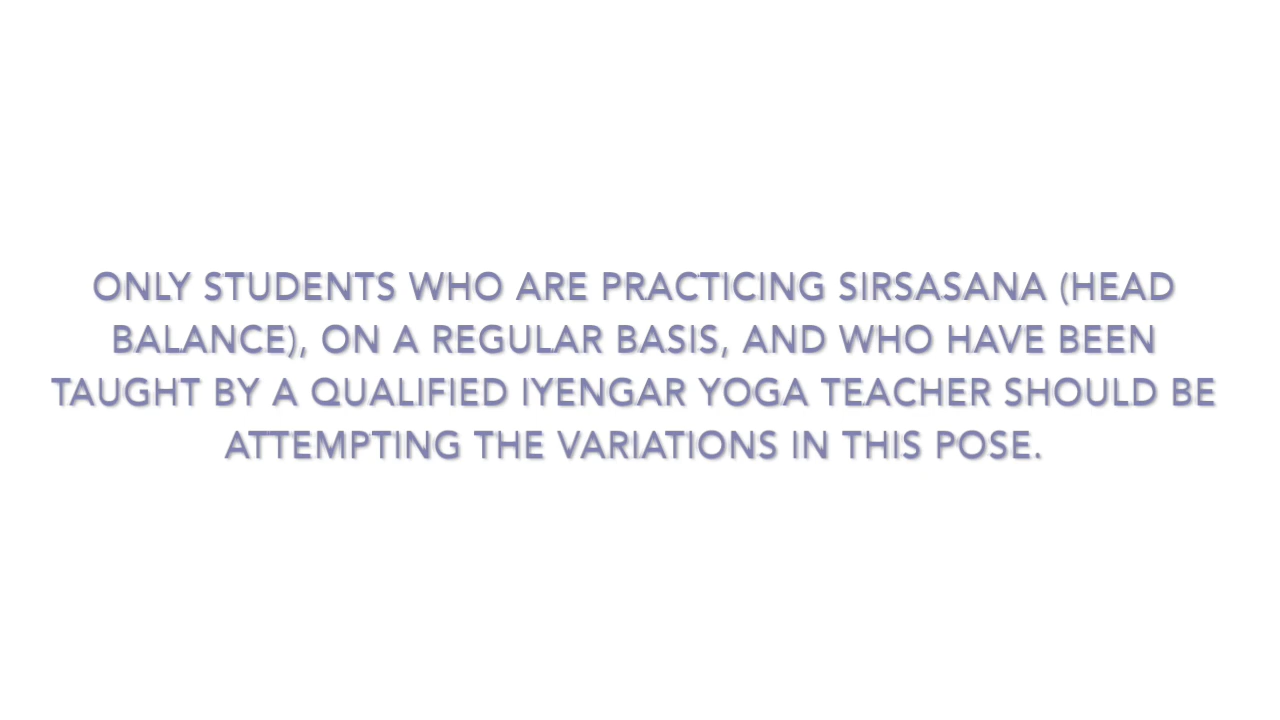 ONLY STUDENTS WHO ARE PRACTICING SIRSASANA (HEAD
BALANCE), ON A REGULAR BASIS, AND WHO HAVE BEEN
TAUGHT BY A QUALIFIED IYENGAR YOGA TEACHER SHOULD BE
ATTEMPTING THE VARIATIONS IN THIS POSE.